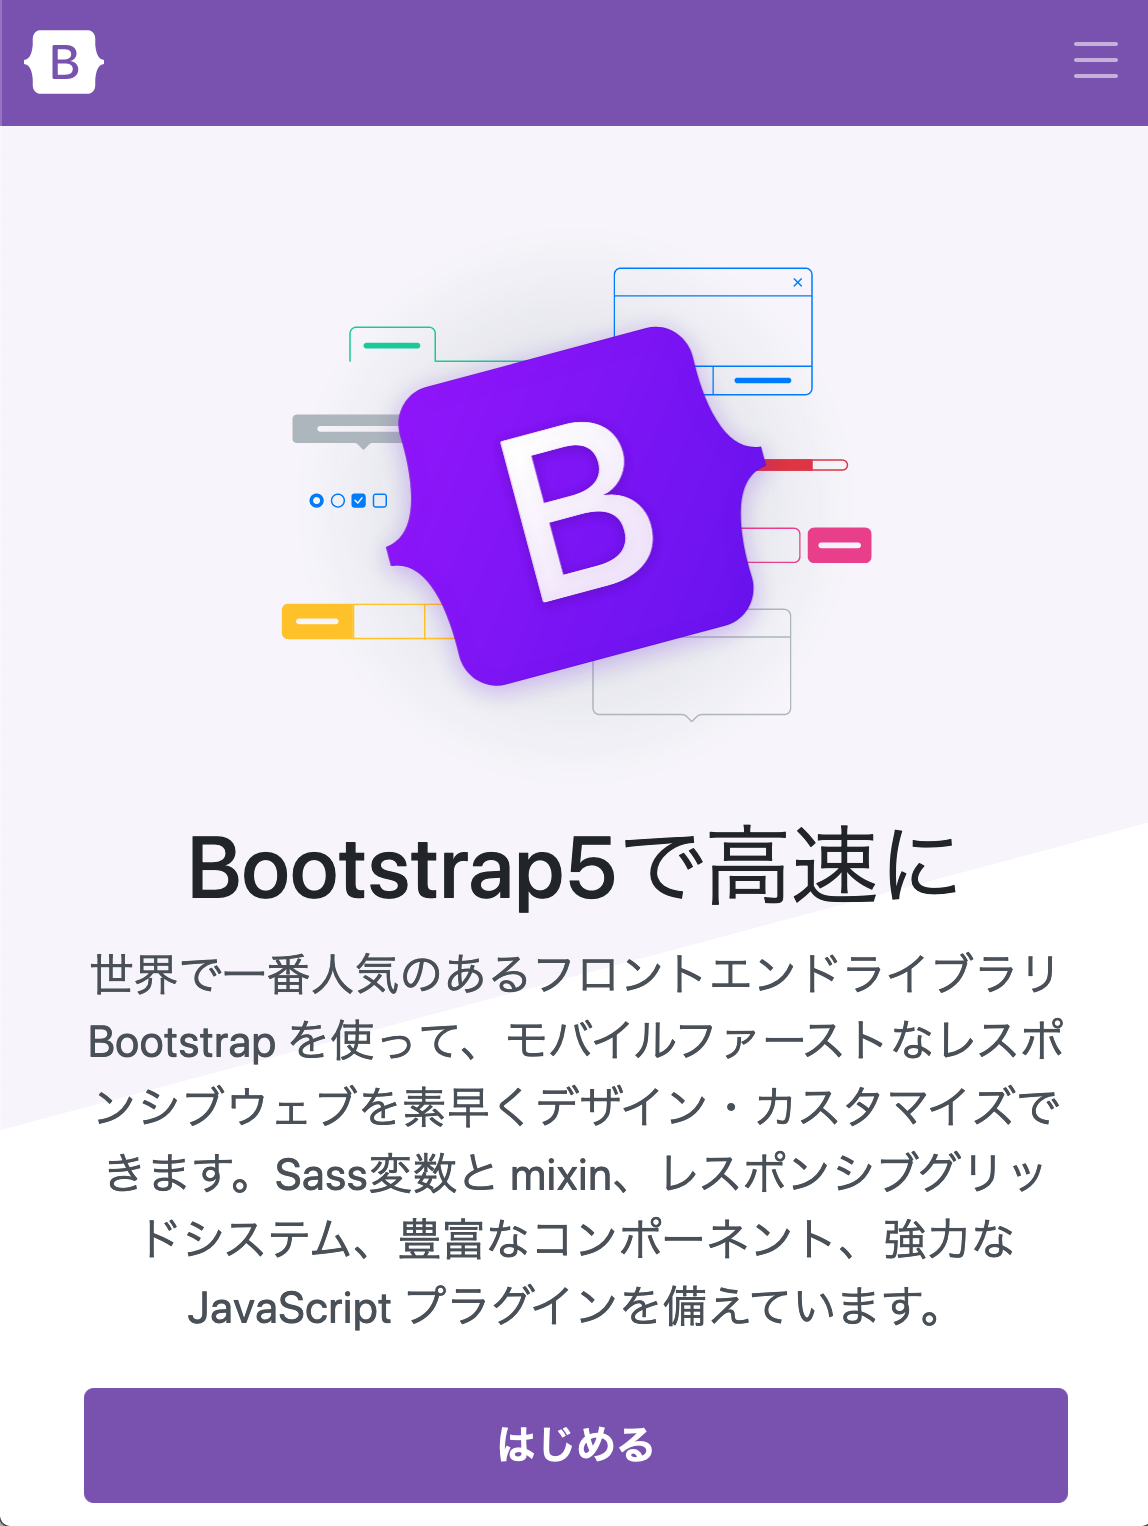 B
B
Bootstrap5で高速に
世界で一番人気のあるフロントエンドライブラリ
Bootstrap を使って、モバイルファーストなレスポ
ンシブウェブを素早くデザイン・カスタマイズで
きます。Sass変数と mixin、レスポンシブグリッ
ドシステム、豊富なコンポーネント、強力な
JavaScript プラグインを備えています。
はじめる